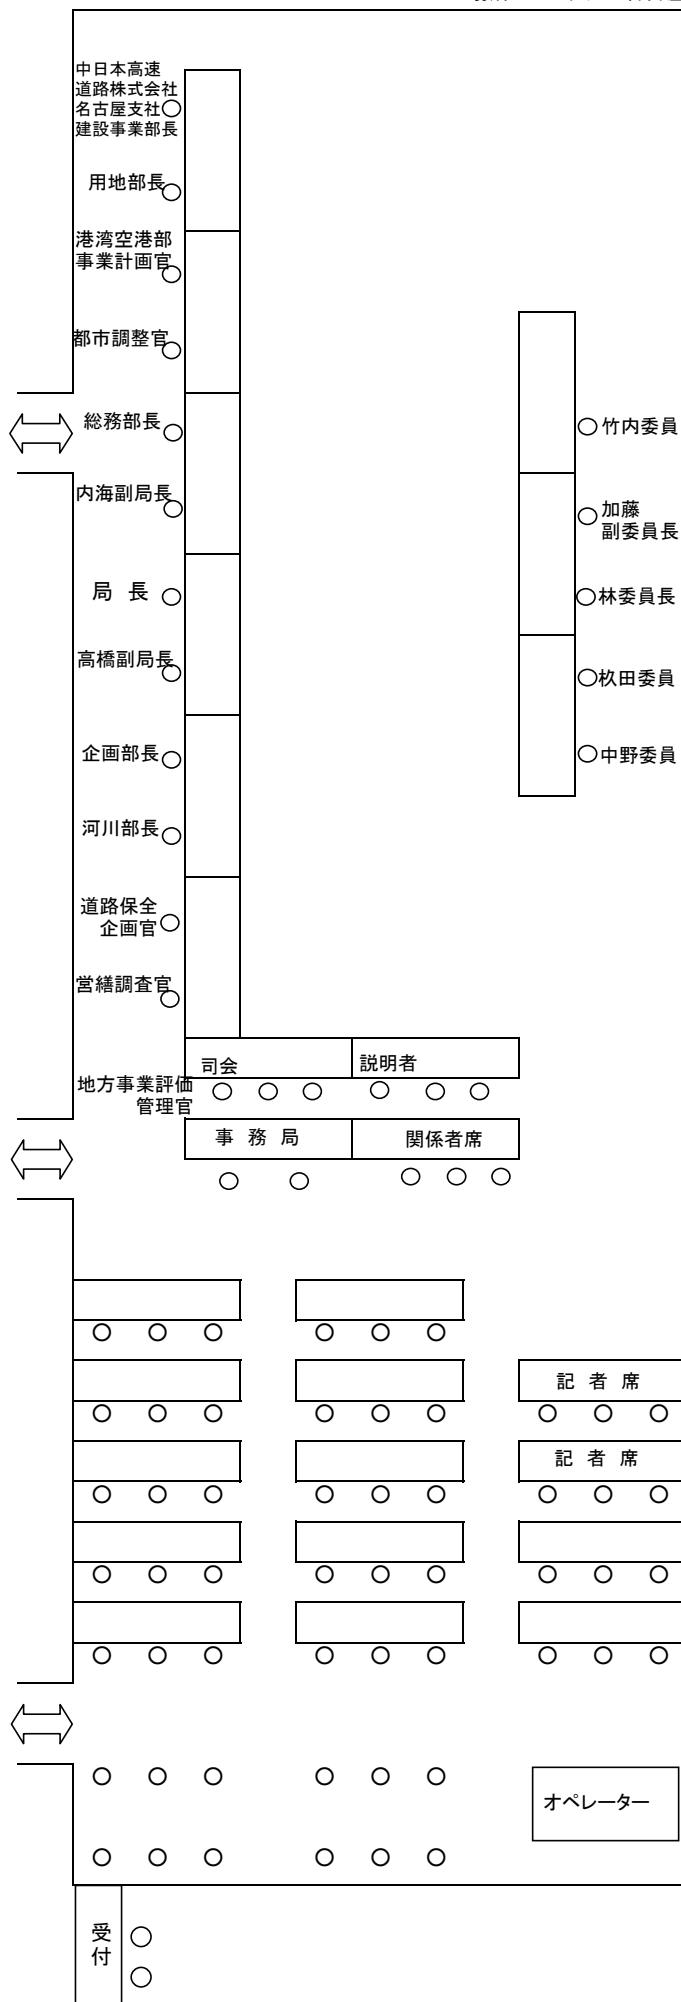 中日本高速
道路株式会社
名古屋支社
建設事業部長
用地部長
港湾空港部
事業計画官
都市調整官
総務部長
内海副局長
局 長
高橋副局長
企画部長
河川部長
道路保全
企画官
営繕調査官
竹内委員
加藤
副委員長
林委員長
杁田委員
中野委員
司会
説明者
地方事業評価
管理官
事 務 局
関係者席
記 者 席
記 者 席
オペレーター
受付